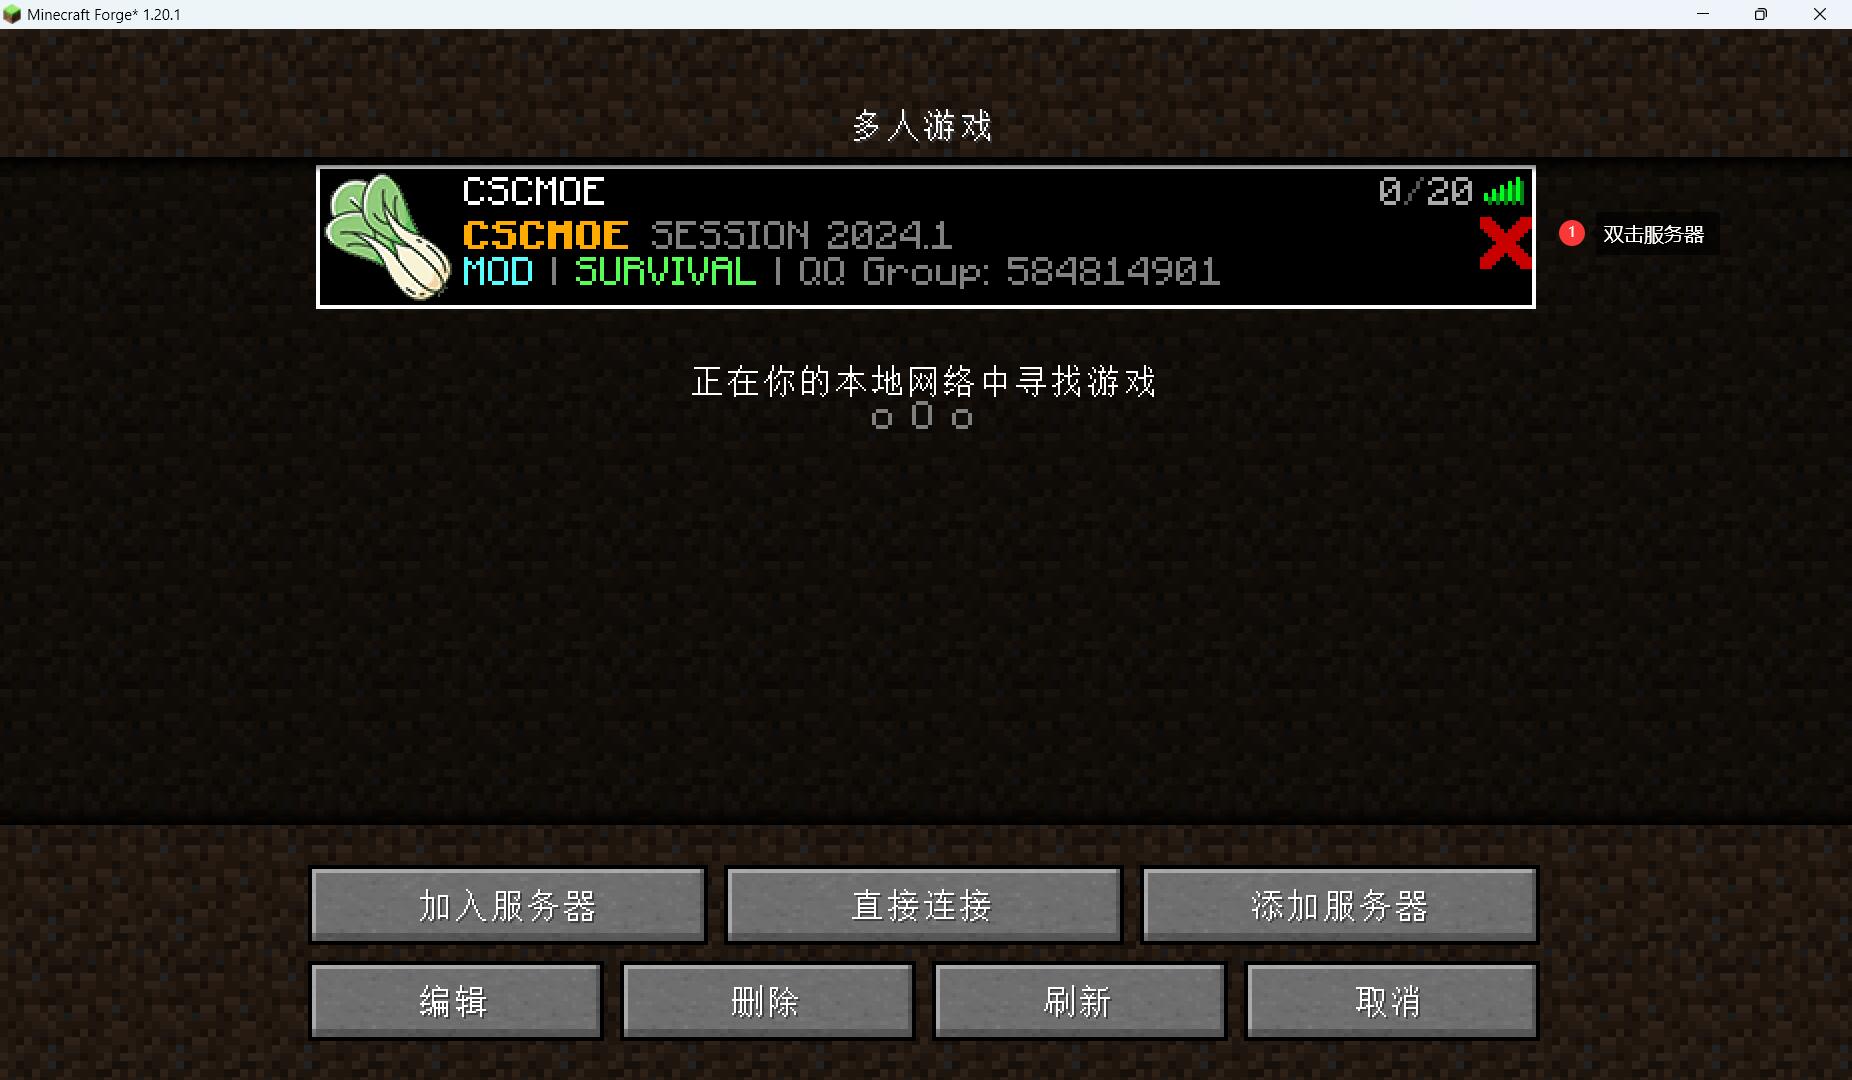 Minecraft Forge* 1.20.1
多人游戏
CSCMOE
0/20
CSCMOE SESSION 2024.1
1 双击服务器
MOD | SURVIVAL | QQ Group: 584814901
正在你的本地网络中寻找游戏
o O o
加入服务器
直接连接
添加服务器
编辑
删除
刷新
取消